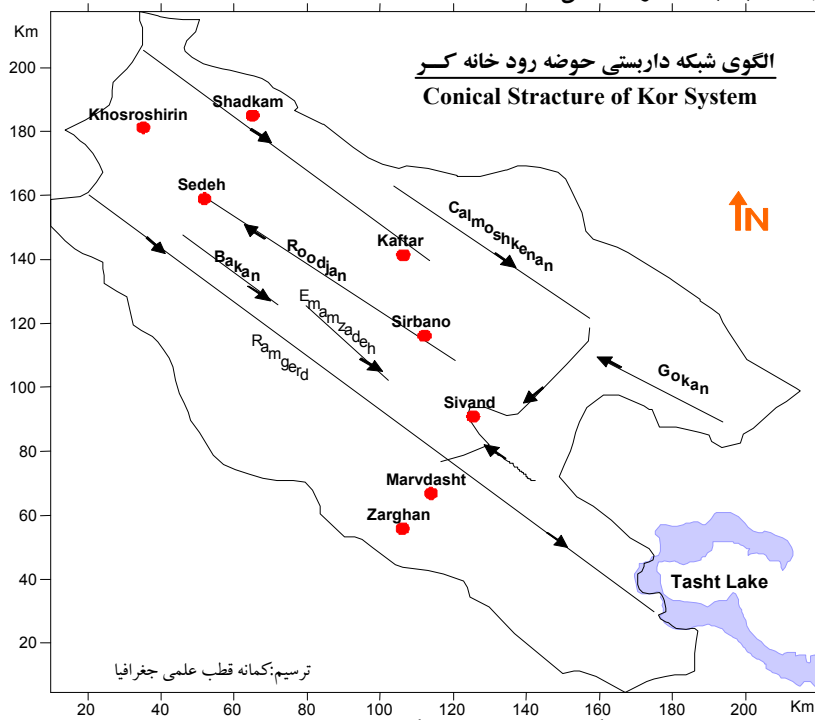 Km
الگوی شبکه داربستی حوضه رود خانه کــر
Conical Stracture of Kor System
200
180
160
140
120
100
80
60
40
20
Km
Khosroshirin
Shadkam
Sedeh
Kaftar
Calmoshkenan
IN
Bakan
Roodjan
Emamzadeh
Sirbano
Ramgerd
Gokan
Sivand
Marvdasht
Zarghan
Tasht Lake
ترسیم:کمانه قطب علمی جغرافیا
20
40
60
80
100
120
140
160
180
200
Km